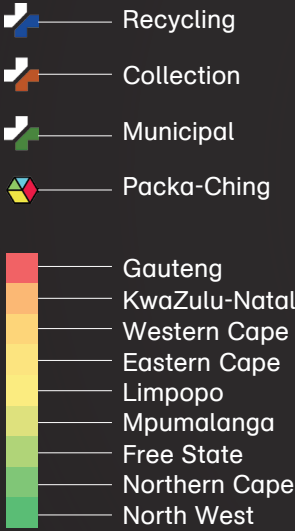 Recycling
Collection
Municipal
Packa-Ching
Gauteng
KwaZulu-Natal
Western Cape
Eastern Cape
Limpopo
Mpumalanga
Free State
Northern Cape
North West